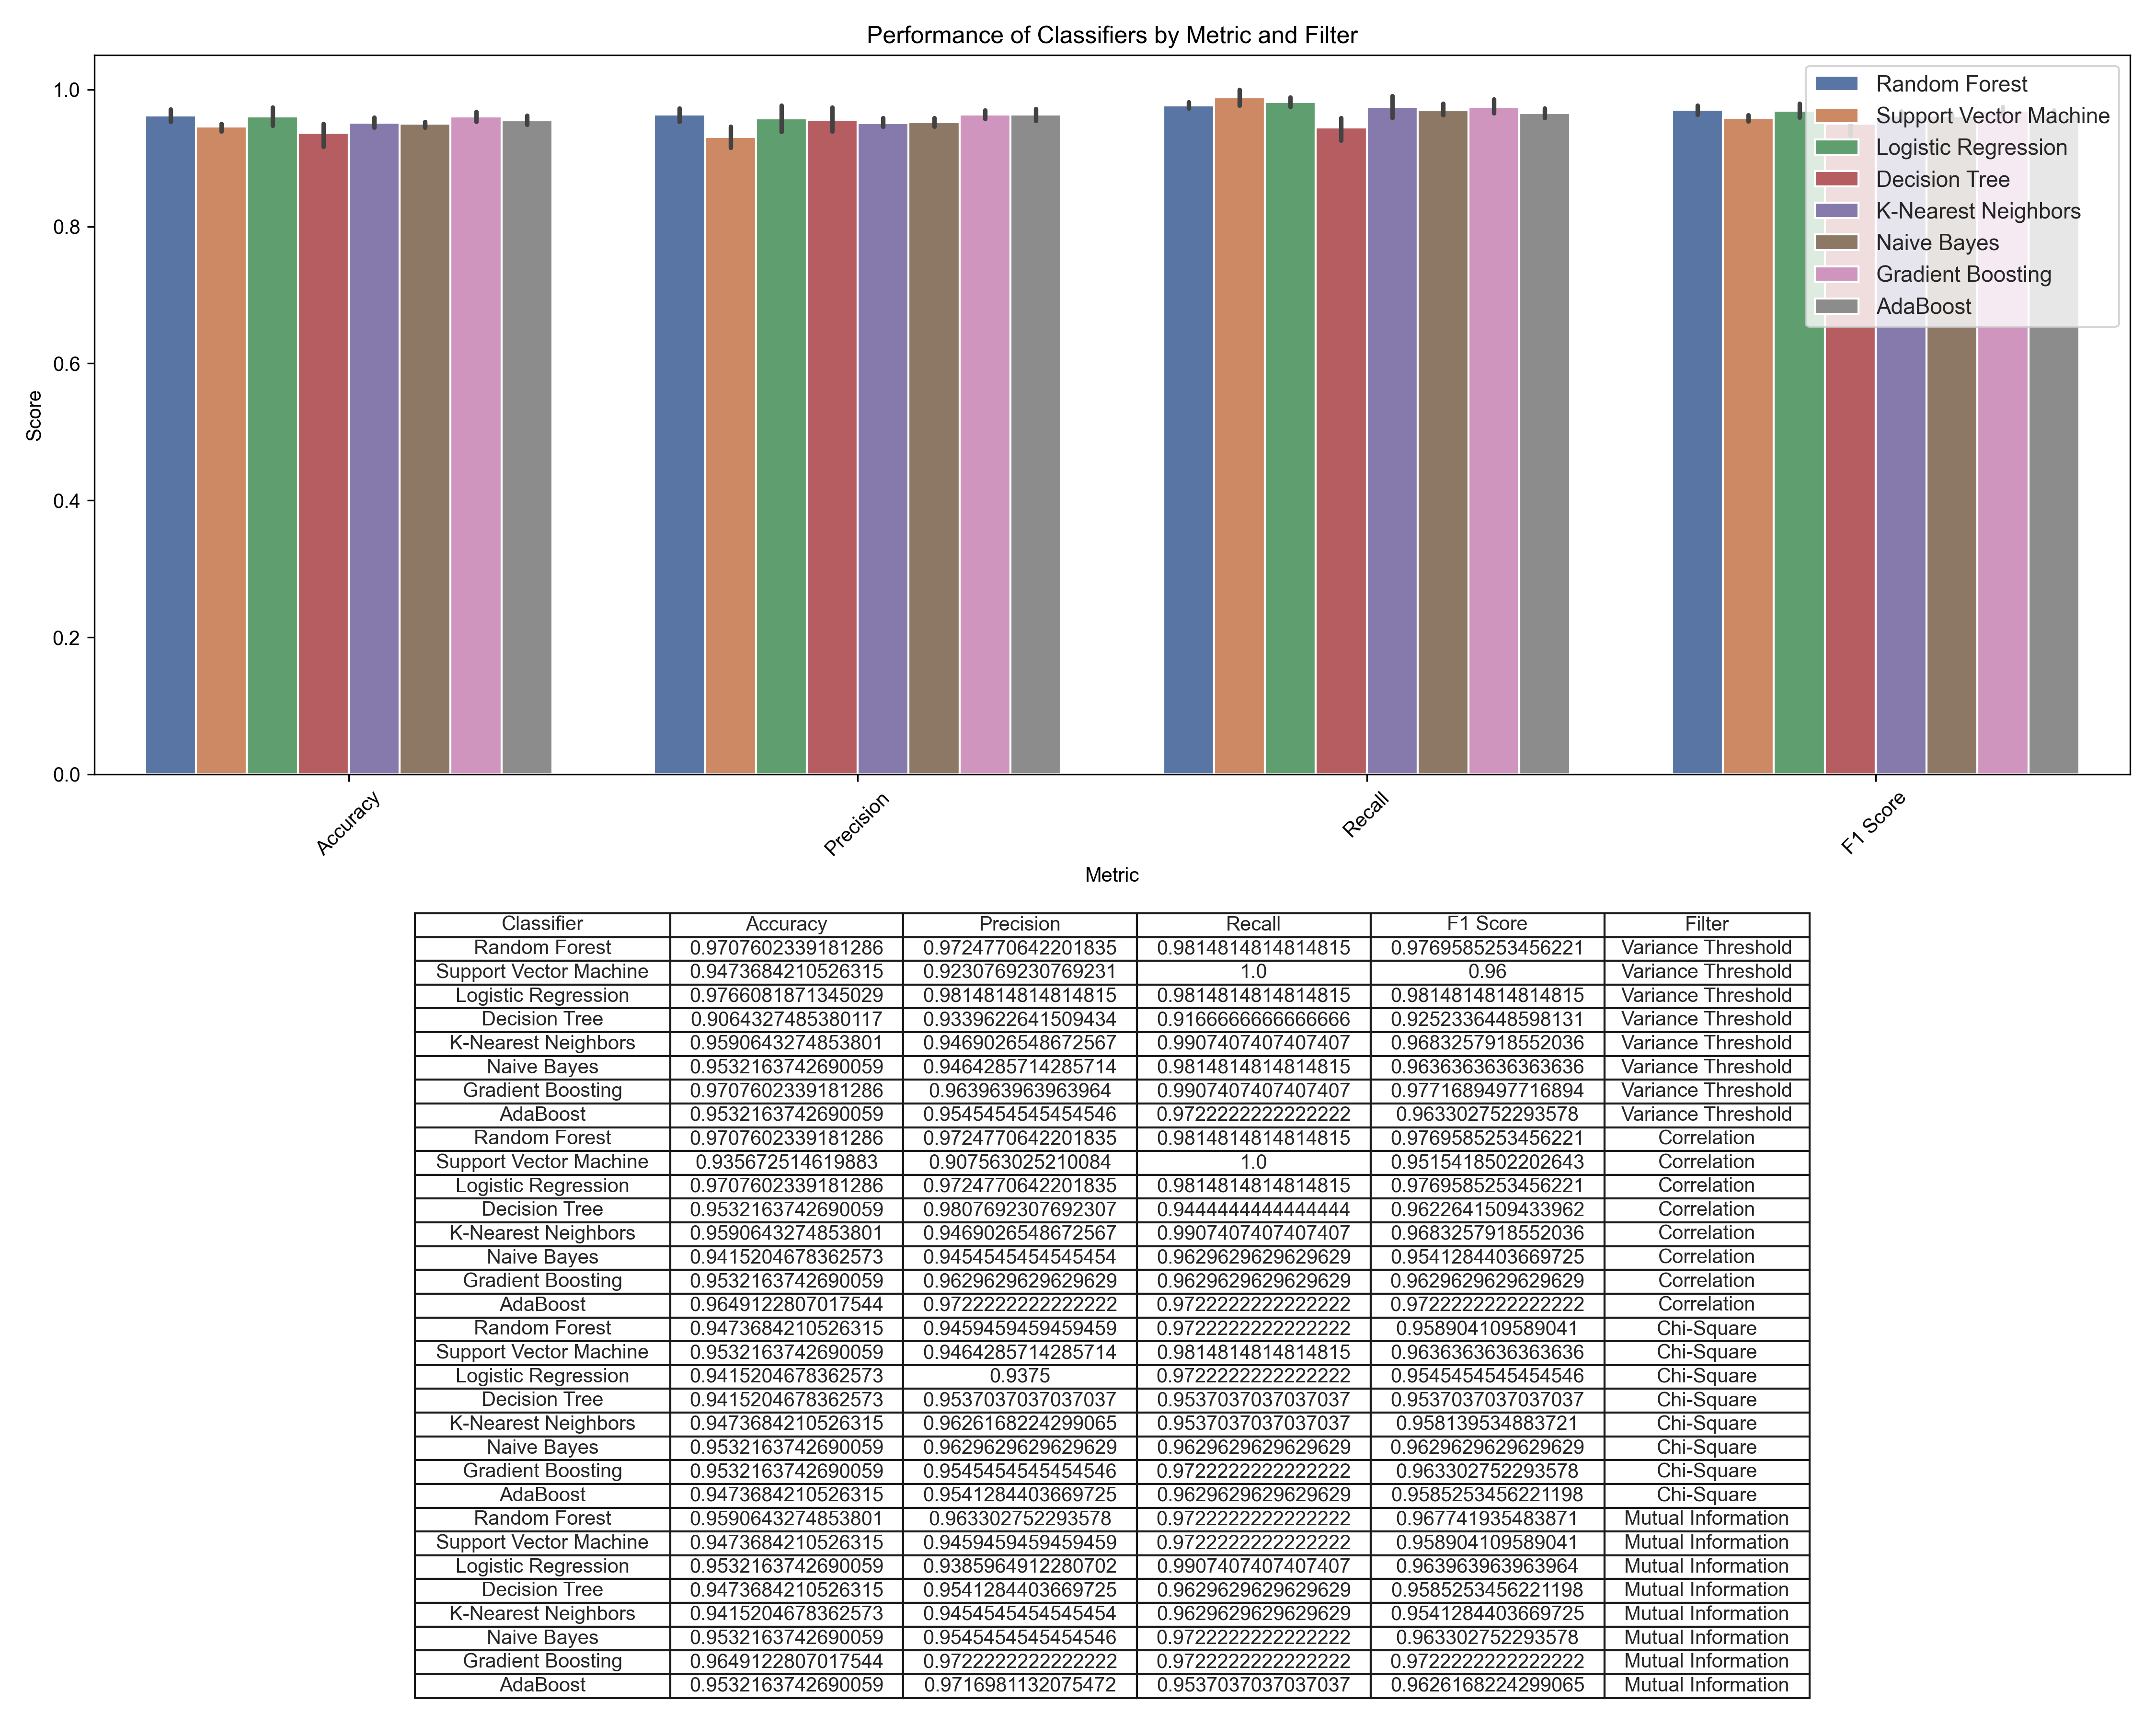 Performance of Classifiers by Metric and Filter
Random Forest
Support Vector Machine
Logistic Regression
Decision Tree
K-Nearest Neighbors
Naive Bayes
Gradient Boosting
AdaBoost
1.0
0.8
0.6
0.4
0.2
0.0
Score
Accuracy
Precision
Recall
F1 Score
Metric
Classifier Accuracy Precision Recall F1 Score Filter
Random Forest 0.9707602339181286 0.9724770642201835 0.9814814814814815 0.9769585253456221 Variance Threshold
Support Vector Machine 0.9473684210526315 0.9230769230769231 1.0 0.96 Variance Threshold
Logistic Regression 0.9766081871345029 0.9814814814814815 0.9814814814814815 0.9814814814814815 Variance Threshold
Decision Tree 0.9064327485380117 0.9339622641509434 0.9166666666666666 0.9252336448598131 Variance Threshold
K-Nearest Neighbors 0.9590643274853801 0.9469026548672567 0.9907407407407407 0.9683257918552036 Variance Threshold
Naive Bayes 0.9532163742690059 0.9464285714285714 0.9814814814814815 0.9636363636363636 Variance Threshold
Gradient Boosting 0.9707602339181286 0.963963963963964 0.9907407407407407 0.9771689497716894 Variance Threshold
AdaBoost 0.9532163742690059 0.9545454545454546 0.9722222222222222 0.963302752293578 Variance Threshold
Random Forest 0.9707602339181286 0.9724770642201835 0.9814814814814815 0.9769585253456221 Correlation
Support Vector Machine 0.935672514619883 0.907563025210084 1.0 0.9515418502202643 Correlation
Logistic Regression 0.9707602339181286 0.9724770642201835 0.9814814814814815 0.9769585253456221 Correlation
Decision Tree 0.9532163742690059 0.9807692307692307 0.9444444444444444 0.9622641509433962 Correlation
K-Nearest Neighbors 0.9590643274853801 0.9469026548672567 0.9907407407407407 0.9683257918552036 Correlation
Naive Bayes 0.9415204678362573 0.9454545454545454 0.9629629629629629 0.9541284403669725 Correlation
Gradient Boosting 0.9532163742690059 0.9629629629629629 0.9629629629629629 0.9629629629629629 Correlation
AdaBoost 0.9649122807017544 0.9722222222222222 0.9722222222222222 0.9722222222222222 Correlation
Random Forest 0.9473684210526315 0.9459459459459459 0.9722222222222222 0.958904109589041 Chi-Square
Support Vector Machine 0.9532163742690059 0.9464285714285714 0.9814814814814815 0.9636363636363636 Chi-Square
Logistic Regression 0.9415204678362573 0.9375 0.9722222222222222 0.9545454545454546 Chi-Square
Decision Tree 0.9415204678362573 0.9537037037037037 0.9537037037037037 0.9537037037037037 Chi-Square
K-Nearest Neighbors 0.9473684210526315 0.9626168224299065 0.9537037037037037 0.958139534883721 Chi-Square
Naive Bayes 0.9532163742690059 0.9629629629629629 0.9629629629629629 0.9629629629629629 Chi-Square
Gradient Boosting 0.9532163742690059 0.9545454545454546 0.9722222222222222 0.963302752293578 Chi-Square
AdaBoost 0.9473684210526315 0.9541284403669725 0.9629629629629629 0.9585253456221198 Chi-Square
Random Forest 0.9590643274853801 0.963302752293578 0.9722222222222222 0.967741935483871 Mutual Information
Support Vector Machine 0.9473684210526315 0.9459459459459459 0.9722222222222222 0.958904109589041 Mutual Information
Logistic Regression 0.9532163742690059 0.9385964912280702 0.9907407407407407 0.963963963963964 Mutual Information
Decision Tree 0.9473684210526315 0.9541284403669725 0.9629629629629629 0.9585253456221198 Mutual Information
K-Nearest Neighbors 0.9415204678362573 0.9454545454545454 0.9629629629629629 0.9541284403669725 Mutual Information
Naive Bayes 0.9532163742690059 0.9545454545454546 0.9722222222222222 0.963302752293578 Mutual Information
Gradient Boosting 0.9649122807017544 0.9722222222222222 0.9722222222222222 0.9722222222222222 Mutual Information
AdaBoost 0.9532163742690059 0.9716981132075472 0.9537037037037037 0.9626168224299065 Mutual Information